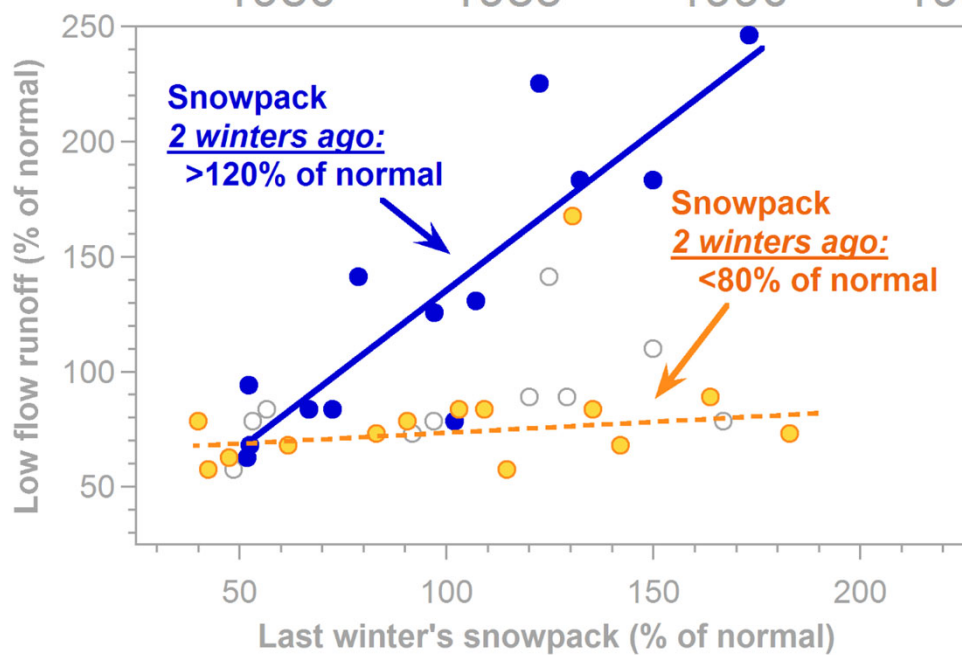 250
200
150
100
50
Low flow runoff (% of normal)
Snowpack
2 winters ago:
>120% of normal
Snowpack
2 winters ago:
<80% of normal
50 100 150 200
Last winter's snowpack (% of normal)